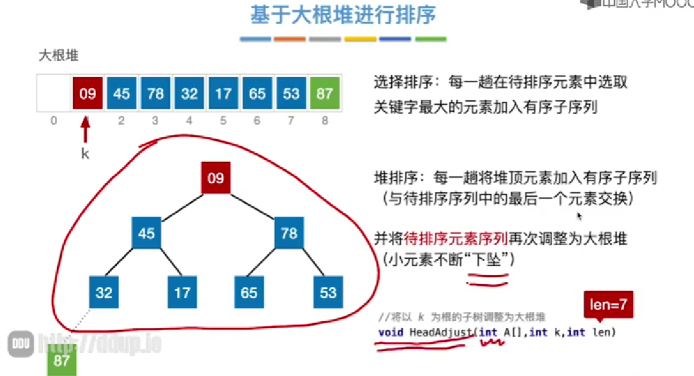 中国大学MOOC
基于大根堆进行排序
大根堆
09 45 78 32 17 65 53 87
0 1 2 3 4 5 6 7 8
k
选择排序：每一趟在待排序元素中选取
关键字最大的元素加入有序子序列
09
45 78
32 17 65 53
87
堆排序：每一趟将堆顶元素加入有序子序列
（与待排序序列中的最后一个元素交换）
并将待排序元素序列再次调整为大根堆
（小元素不断“下坠”）
len=7
//将以 k 为根的子树调整为大根堆
void HeadAdjust(int A[],int k,int len)
DDU http://ddup.io